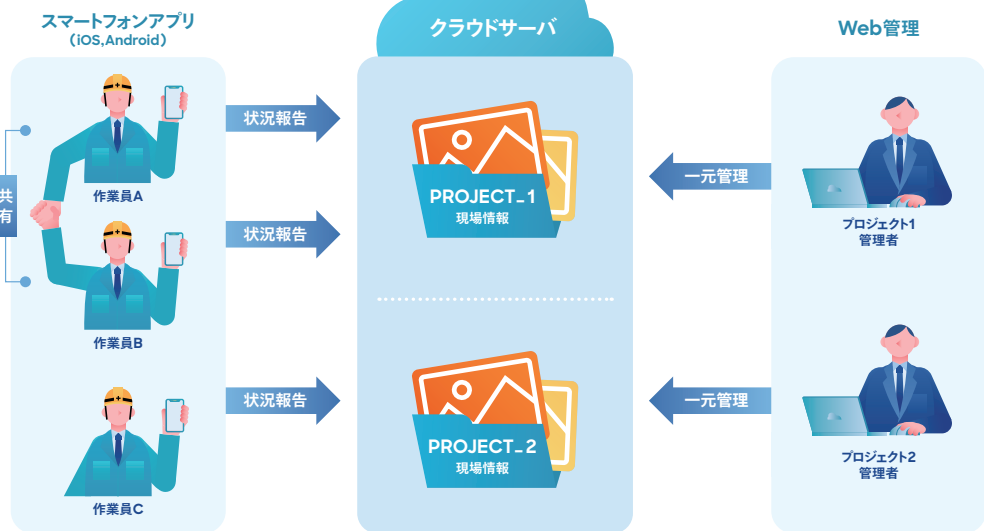 スマートフォンアプリ
（iOS,Android）
共
有
作業員A
作業員B
作業員C
状況報告
状況報告
状況報告
クラウドサーバ
PROJECT_1
現場情報
PROJECT_2
現場情報
一元管理
一元管理
Web管理
プロジェクト1
管理者
プロジェクト2
管理者